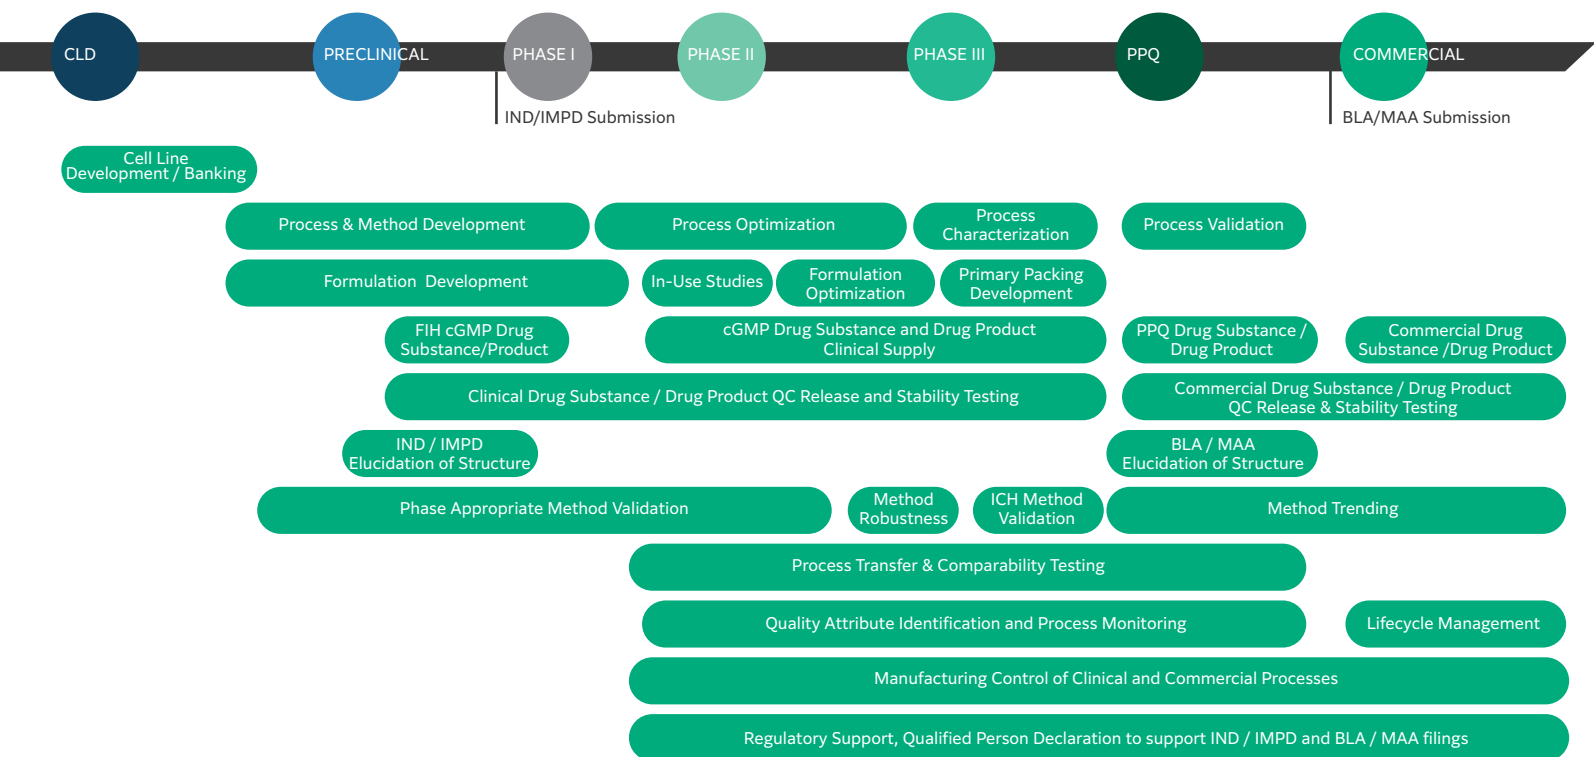 CLD
PRECLINICAL
PHASE I
PHASE II
PHASE III
PPQ
COMMERCIAL
IND/IMPD Submission
BLA/MAA Submission
Cell Line
Development / Banking
Process & Method Development
Process Optimization
Process
Characterization
Process Validation
Formulation Development
In-Use Studies
Formulation
Optimization
Primary Packing
Development
FIH cGMP Drug
Substance/Product
cGMP Drug Substance and Drug Product
Clinical Supply
PPQ Drug Substance /
Drug Product
Commercial Drug
Substance /Drug Product
Clinical Drug Substance / Drug Product QC Release and Stability Testing
Commercial Drug Substance / Drug Product
QC Release & Stability Testing
IND / IMPD
Elucidation of Structure
BLA / MAA
Elucidation of Structure
Phase Appropriate Method Validation
Method
Robustness
ICH Method
Validation
Method Trending
Process Transfer & Comparability Testing
Quality Attribute Identification and Process Monitoring
Lifecycle Management
Manufacturing Control of Clinical and Commercial Processes
Regulatory Support, Qualified Person Declaration to support IND / IMPD and BLA / MAA filings